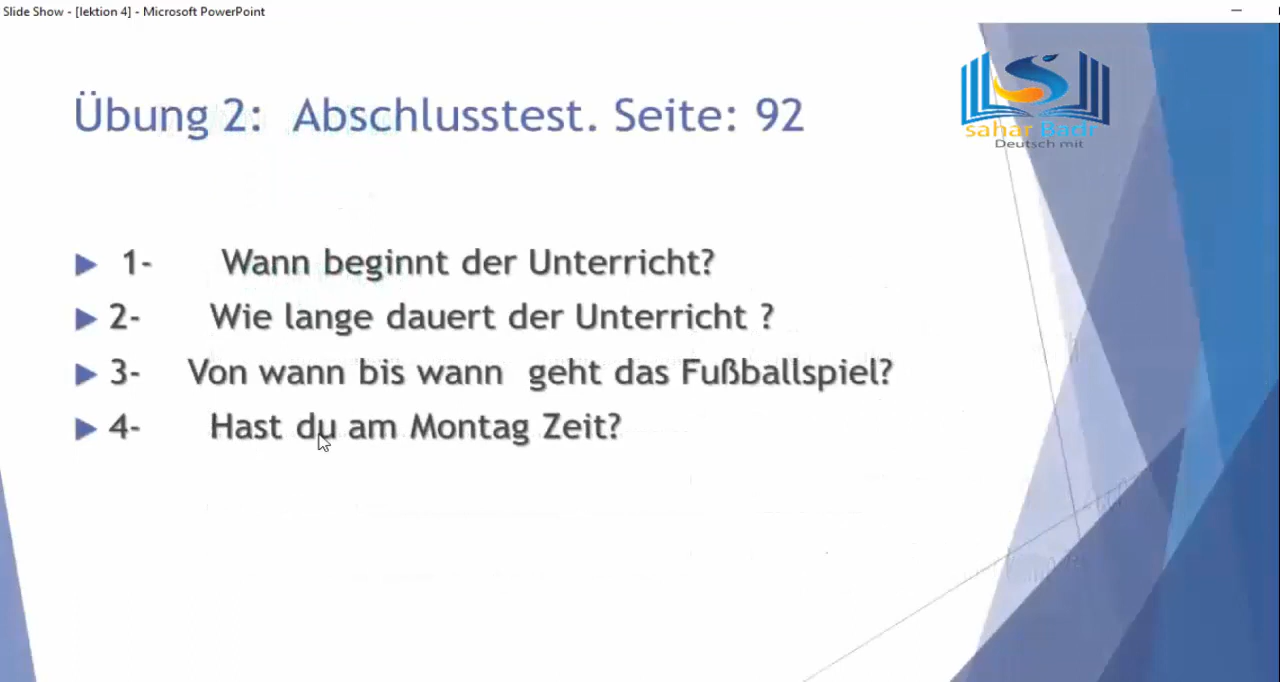 Slide Show - [lektion 4] - Microsoft PowerPoint
Übung 2: Abschlusstest. Seite: 92
sahar Badr
Deutsch mit
1- Wann beginnt der Unterricht?
2- Wie lange dauert der Unterricht ?
3- Von wann bis wann geht das Fußballspiel?
4- Hast du am Montag Zeit?